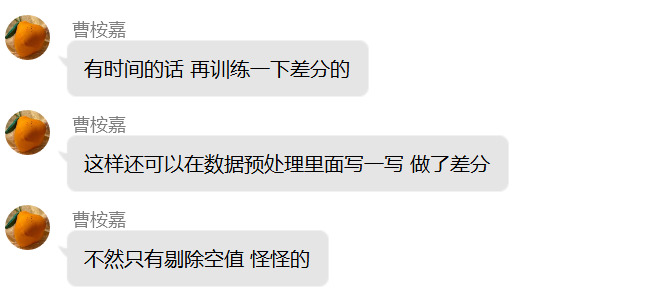 曹桉嘉
有时间的话 再训练一下差分的
曹桉嘉
这样还可以在数据预处理里面写一写 做了差分
曹桉嘉
不然只有剔除空值 怪怪的